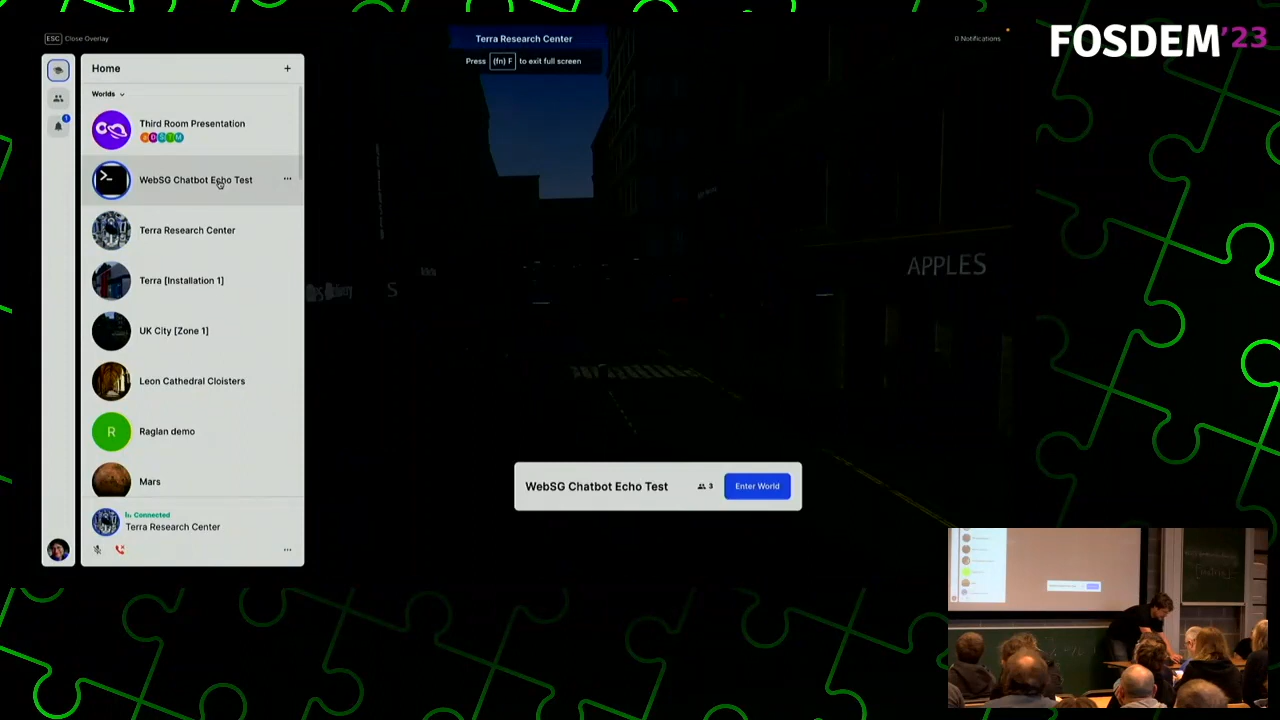 ESC Close Overlay
Terra Research Center
Press (fn) F to exit full screen
0 Notifications
FOSDEM'23
Home +
Worlds
Third Room Presentation
WebSG Chatbot Echo Test
Terra Research Center
Terra [Installation 1]
UK City [Zone 1]
Leon Cathedral Cloisters
R Raglan demo
Mars
Connected
Terra Research Center
APPLES
S
WebSG Chatbot Echo Test 3 Enter World